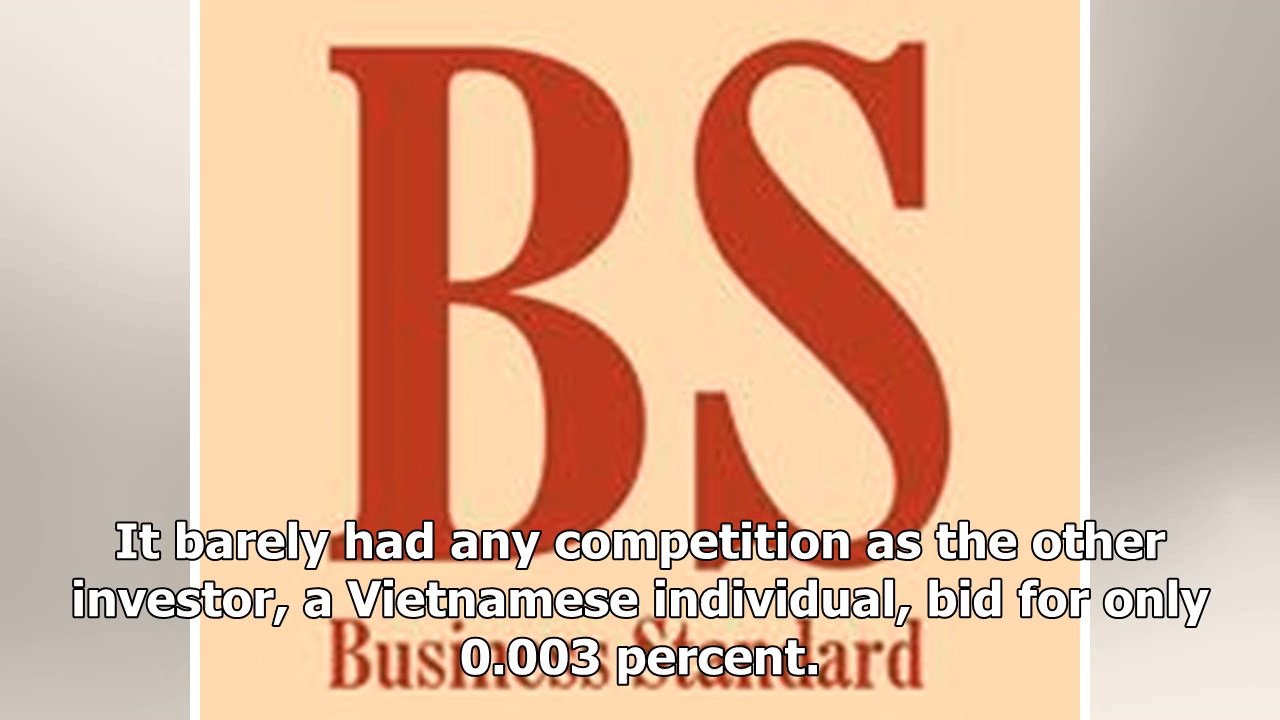 BS
It barely had any competition as the other
investor, a Vietnamese individual, bid for only
0.003 percent.
Business Standard